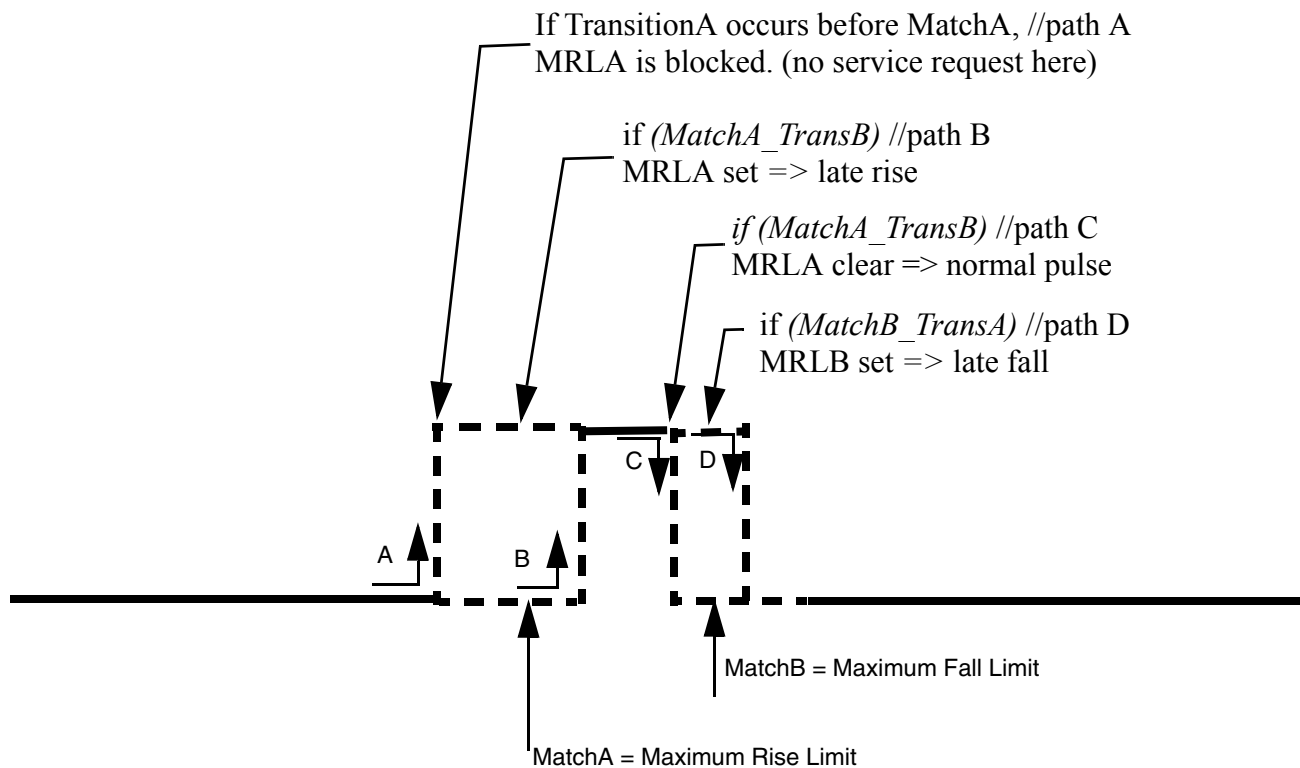 If TransitionA occurs before MatchA, //path A
MRLA is blocked. (no service request here)
if (MatchA_TransB) //path B
MRLA set => late rise
if (MatchA_TransB) //path C
MRLA clear => normal pulse
if (MatchB_TransA) //path D
MRLB set => late fall
C
D
A
B
MatchB = Maximum Fall Limit
MatchA = Maximum Rise Limit